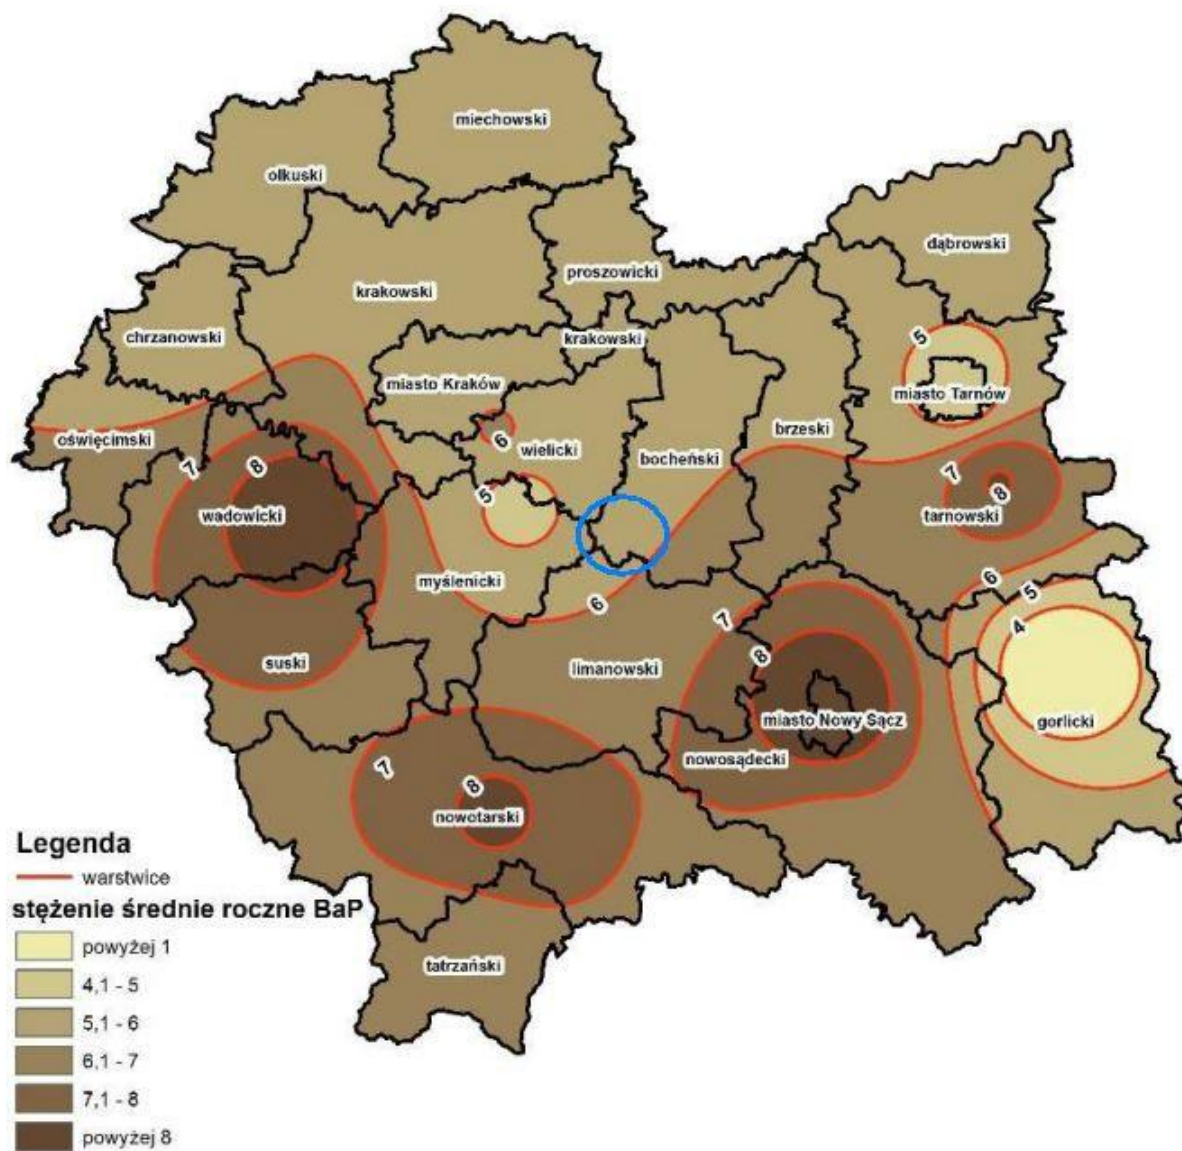 miechowski
olkuski
dąbrowski
proszowicki
krakowski
chrzanowski
krakowski
5
miasto Kraków
miasto Tarnów
oświęcimski
6
wielicki
bocheński
brzeski
7
8
7
8
wadowicki
5
tarnowski
myślenicki
6
6
5
7
4
8
suski
limanowski
miasto Nowy Sącz
gorlicki
nowosądecki
7
8
nowotarski
tatrzański
Legenda
warstwice
stężenie średnie roczne BaP
powyżej 1
4,1 - 5
5,1 - 6
6,1 - 7
7,1 - 8
powyżej 8